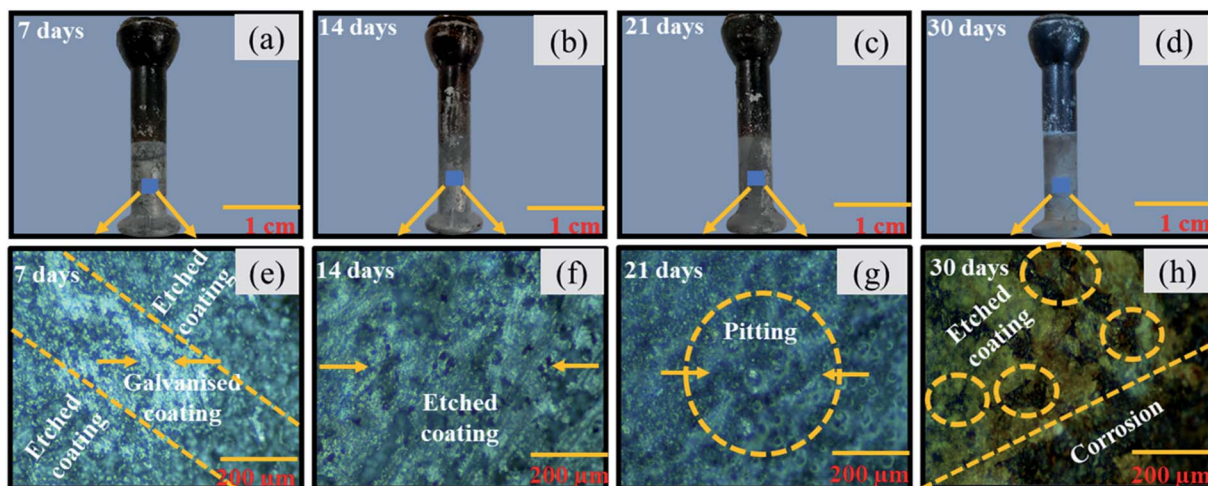 7 days
(a)
1 cm
14 days
(b)
1 cm
21 days
(c)
1 cm
30 days
(d)
1 cm
7 days
(e)
Etched
coating
Galvanised
coating
Etched
coating
200 µm
14 days
(f)
Etched
coating
200 µm
21 days
(g)
Pitting
200 µm
30 days
(h)
Etched
coating
Corrosion
200 µm